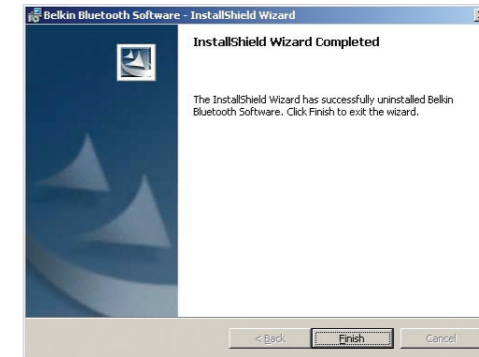 Belkin Bluetooth Software - InstallShield Wizard
InstallShield Wizard Completed
The InstallShield Wizard has successfully uninstalled Belkin
Bluetooth Software. Click Finish to exit the wizard.
< Back
Finish
Cancel